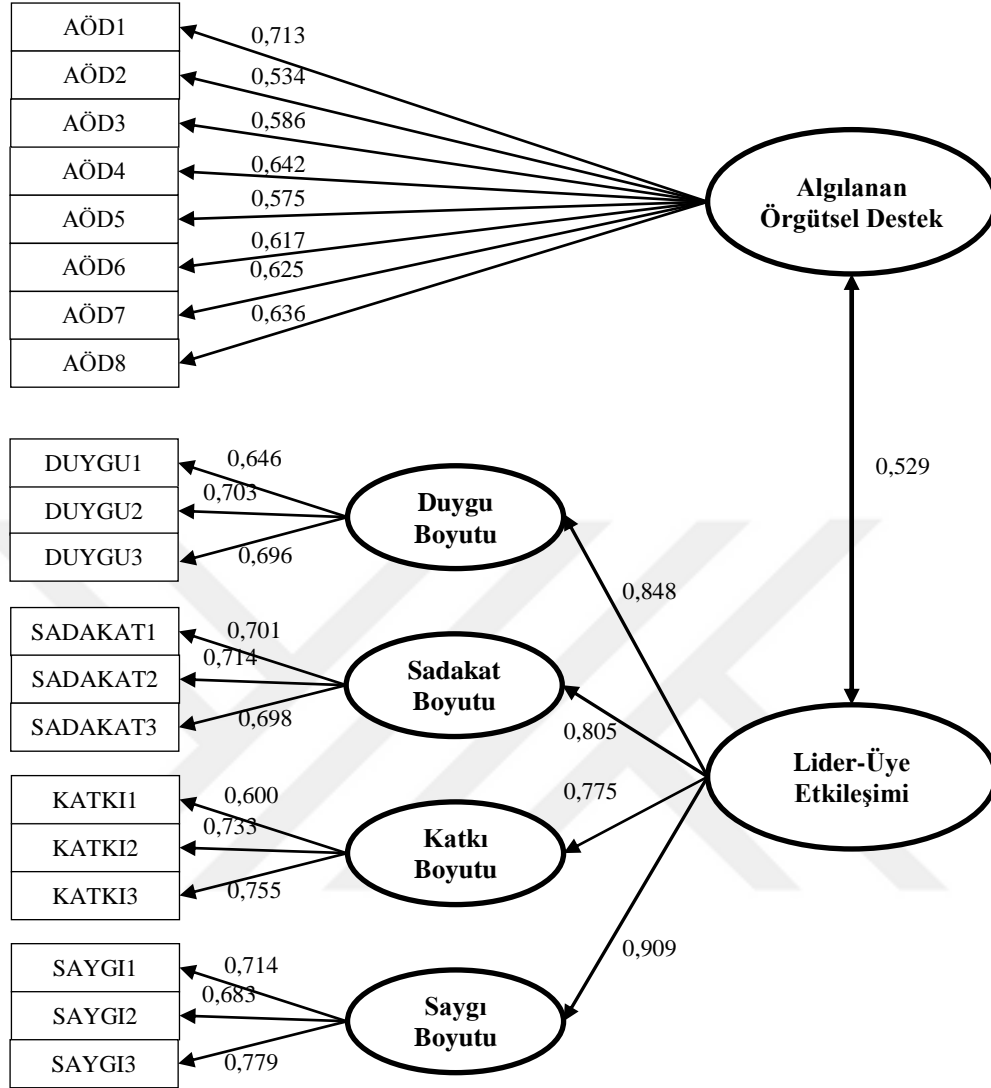 AÖD1
AÖD2
AÖD3
AÖD4
AÖD5
AÖD6
AÖD7
AÖD8
0,713
0,534
0,586
0,642
0,575
0,617
0,625
0,636
Algılanan
Örgütsel Destek
0,529
DUYGU1
DUYGU2
DUYGU3
0,646
0,703
0,696
Duygu
Boyutu
0,848
SADAKAT1
SADAKAT2
SADAKAT3
0,701
0,714
0,698
Sadakat
Boyutu
0,805
Lider-Üye
Etkileşimi
KATKI1
KATKI2
KATKI3
0,600
0,733
0,755
Katkı
Boyutu
0,775
SAYGI1
SAYGI2
SAYGI3
0,714
0,683
0,779
Saygı
Boyutu
0,909